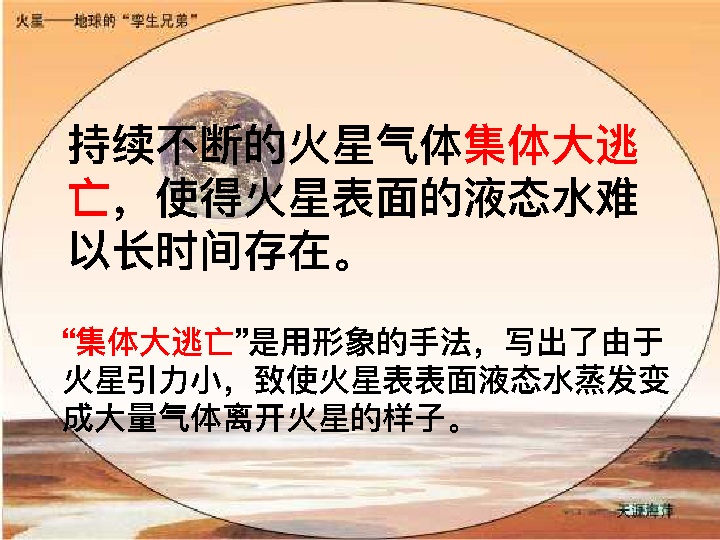 火星——地球的“孪生兄弟”
持续不断的火星气体集体大逃
亡，使得火星表面的液态水难
以长时间存在。
“集体大逃亡”是用形象的手法，写出了由于
火星引力小，致使火星表表面液态水蒸发变
成大量气体离开火星的样子。
天涯海洋